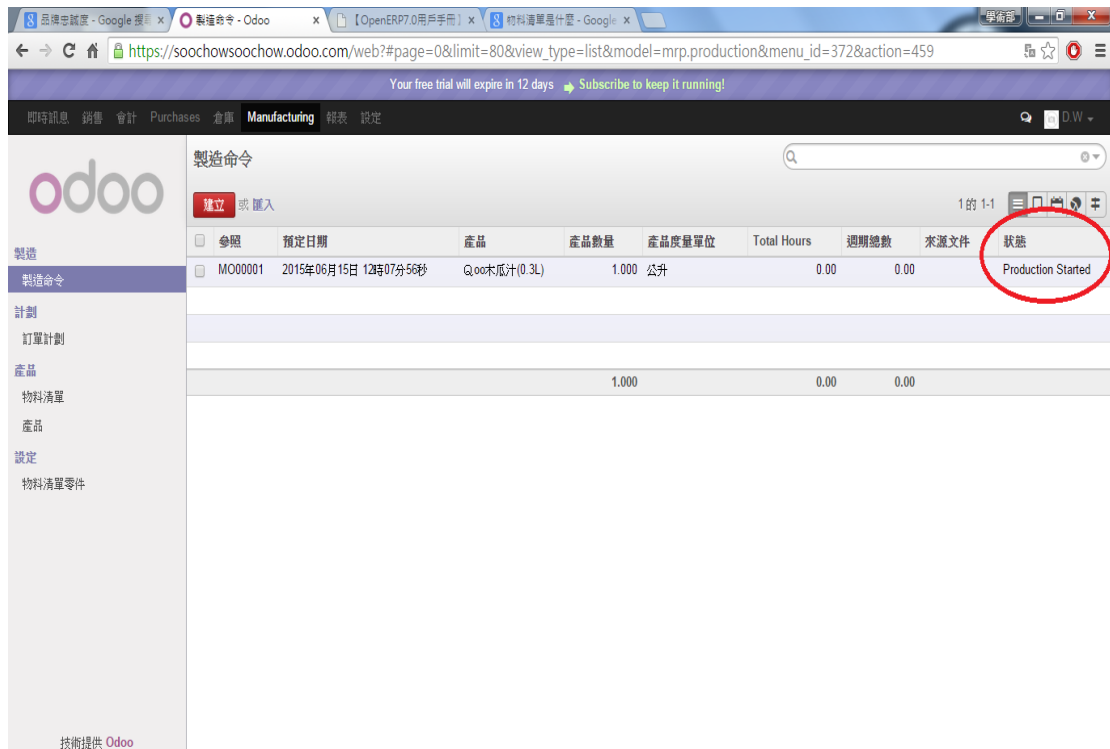 品牌忠誠度 - Google 搜尋
製造命令 - Odoo
【OpenERP7.0用戶手冊】
物料清單是什麼 - Google
學術部
https://soochowsoochow.odoo.com/web?#page=0&limit=80&view_type=list&model=mrp.production&menu_id=372&action=459
Your free trial will expire in 12 days Subscribe to keep it running!
即時訊息 銷售 會計 Purchases 倉庫 Manufacturing 報表 設定 D.W
odoo
製造命令
建立 或 匯入 1 的 1-1
參照 預定日期 產品 產品數量 產品度量單位 Total Hours 週期總數 來源文件 狀態
MO00001 2015年06月15日 12時07分56秒 Qoo木瓜汁(0.3L) 1.000 公升 0.00 0.00 Production Started
1.000 0.00 0.00
製造
製造命令
計劃
訂單計劃
產品
物料清單
產品
設定
物料清單零件
技術提供 Odoo